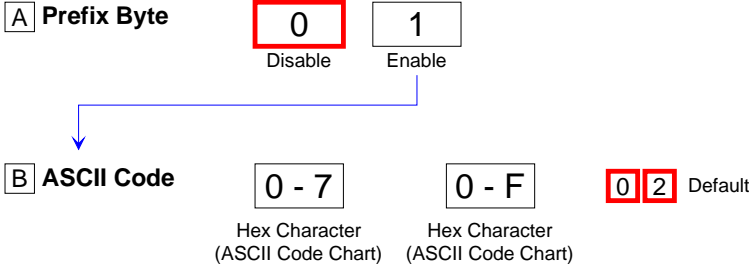 A Prefix Byte 0 1
Disable Enable
B ASCII Code 0 - 7 0 - F 0 2 Default
Hex Character Hex Character
(ASCII Code Chart) (ASCII Code Chart)